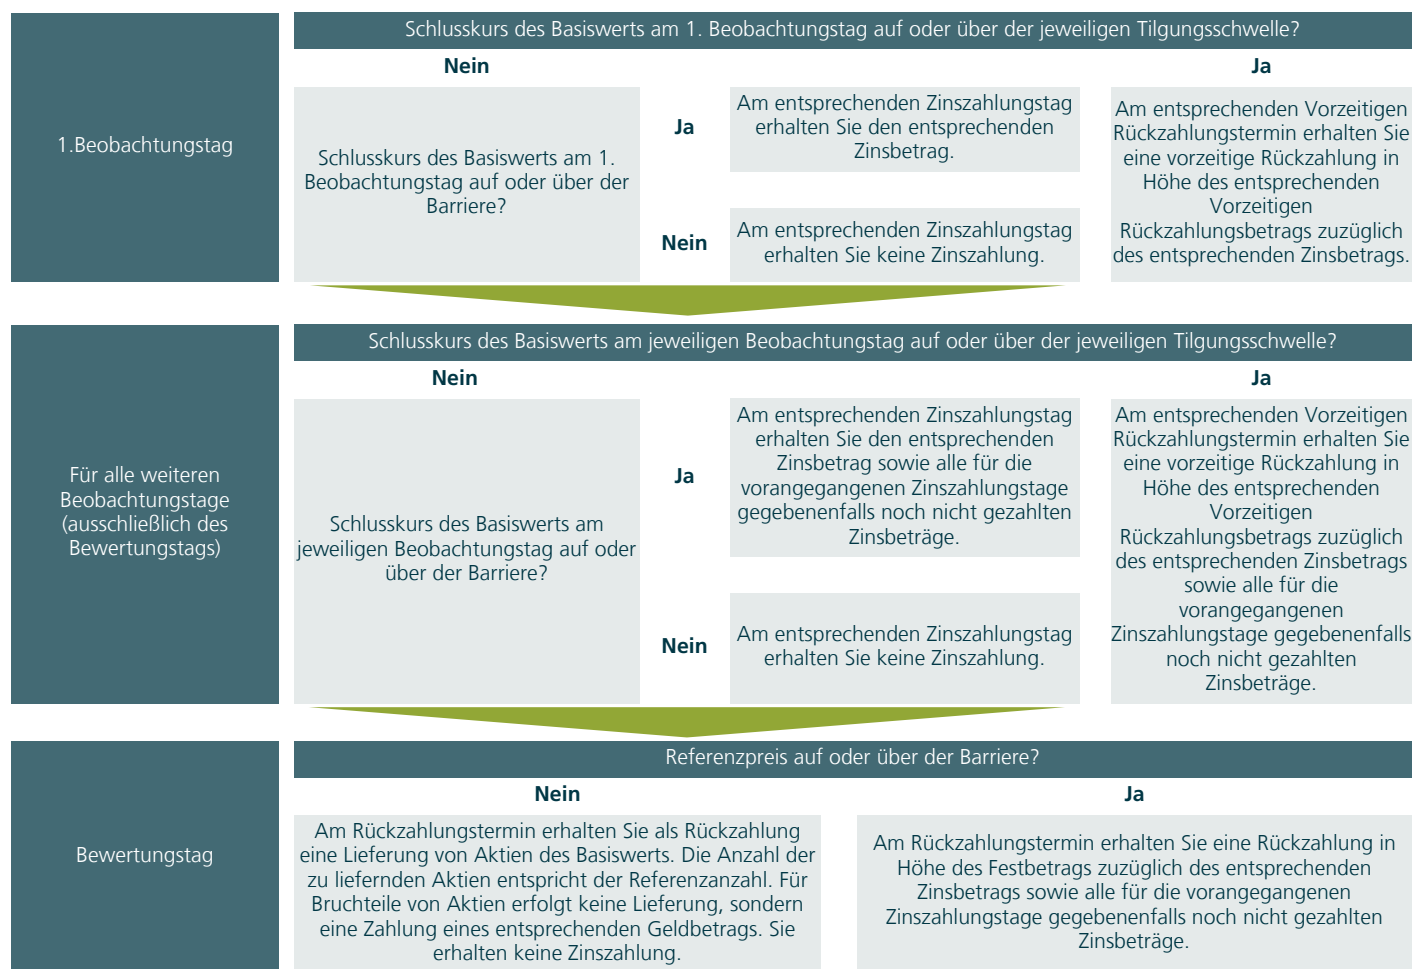 Schlusskurs des Basiswerts am 1. Beobachtungstag auf oder über der jeweiligen Tilgungsschwelle?
Nein
Ja
1.Beobachtungstag
Schlusskurs des Basiswerts am 1.
Beobachtungstag auf oder über der
Barriere?
Ja
Am entsprechenden Zinszahlungstag
erhalten Sie den entsprechenden
Zinsbetrag.
Nein
Am entsprechenden Zinszahlungstag
erhalten Sie keine Zinszahlung.
Am entsprechenden Vorzeitigen
Rückzahlungstermin erhalten Sie
eine vorzeitige Rückzahlung in
Höhe des entsprechenden
Vorzeitigen
Rückzahlungsbetrags zuzüglich
des entsprechenden Zinsbetrags.
Schlusskurs des Basiswerts am jeweiligen Beobachtungstag auf oder über der jeweiligen Tilgungsschwelle?
Nein
Ja
Für alle weiteren
Beobachtungstage
(ausschließlich des
Bewertungstags)
Schlusskurs des Basiswerts am
jeweiligen Beobachtungstag auf oder
über der Barriere?
Ja
Am entsprechenden Zinszahlungstag
erhalten Sie den entsprechenden
Zinsbetrag sowie alle für die
vorangegangenen Zinszahlungstage
gegebenenfalls noch nicht gezahlten
Zinsbeträge.
Nein
Am entsprechenden Zinszahlungstag
erhalten Sie keine Zinszahlung.
Am entsprechenden Vorzeitigen
Rückzahlungstermin erhalten Sie
eine vorzeitige Rückzahlung in
Höhe des entsprechenden
Vorzeitigen
Rückzahlungsbetrags zuzüglich
des entsprechenden Zinsbetrags
sowie alle für die
vorangegangenen
Zinszahlungstage gegebenenfalls
noch nicht gezahlten
Zinsbeträge.
Referenzpreis auf oder über der Barriere?
Nein
Ja
Bewertungstag
Am Rückzahlungstermin erhalten Sie als Rückzahlung
eine Lieferung von Aktien des Basiswerts. Die Anzahl der
zu liefernden Aktien entspricht der Referenzanzahl. Für
Bruchteile von Aktien erfolgt keine Lieferung, sondern
eine Zahlung eines entsprechenden Geldbetrags. Sie
erhalten keine Zinszahlung.
Am Rückzahlungstermin erhalten Sie eine Rückzahlung in
Höhe des Festbetrags zuzüglich des entsprechenden
Zinsbetrags sowie alle für die vorangegangenen
Zinszahlungstage gegebenenfalls noch nicht gezahlten
Zinsbeträge.